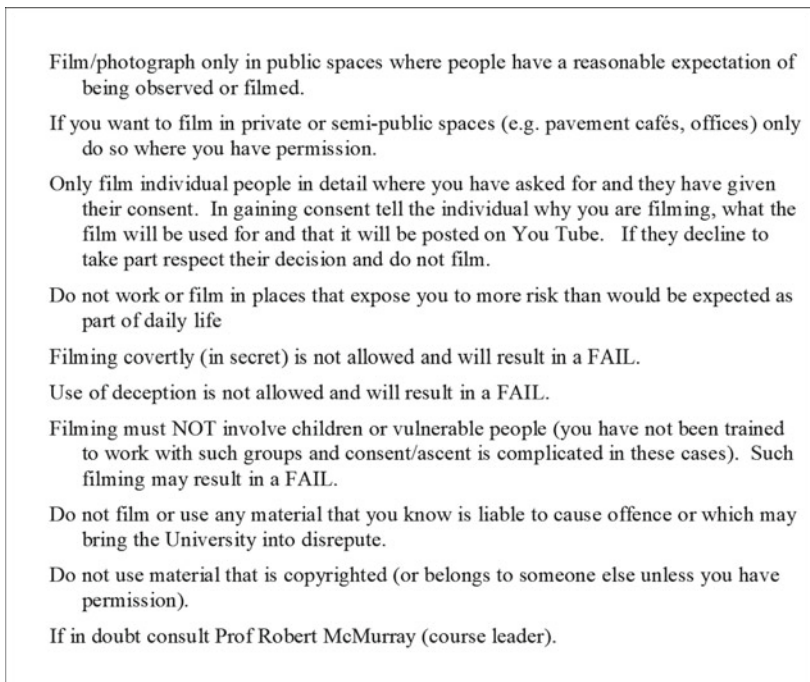 Film/photograph only in public spaces where people have a reasonable expectation of
being observed or filmed.
If you want to film in private or semi-public spaces (e.g. pavement cafés, offices) only
do so where you have permission.
Only film individual people in detail where you have asked for and they have given
their consent.  In gaining consent tell the individual why you are filming, what the
film will be used for and that it will be posted on You Tube.   If they decline to
take part respect their decision and do not film.
Do not work or film in places that expose you to more risk than would be expected as
part of daily life
Filming covertly (in secret) is not allowed and will result in a FAIL.
Use of deception is not allowed and will result in a FAIL.
Filming must NOT involve children or vulnerable people (you have not been trained
to work with such groups and consent/ascent is complicated in these cases).  Such
filming may result in a FAIL.
Do not film or use any material that you know is liable to cause offence or which may
bring the University into disrepute.
Do not use material that is copyrighted (or belongs to someone else unless you have
permission).
If in doubt consult Prof Robert McMurray (course leader).